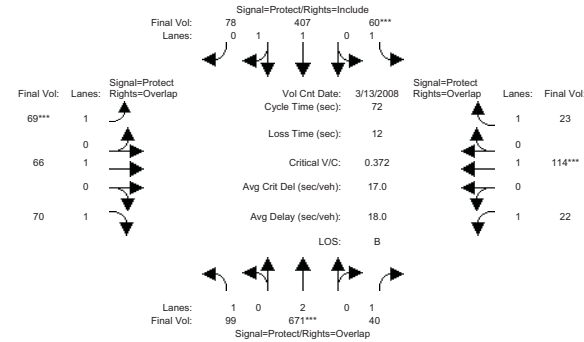 Signal=Protect/Rights=Include
Final Vol: 78 407 60***
Lanes: 0 1 1 0 1
Signal=Protect
Final Vol: Lanes: Rights=Overlap
Vol Cnt Date: 3/13/2008
Signal=Protect
Rights=Overlap Lanes: Final Vol:
Cycle Time (sec): 72
69*** 1
1 23
Loss Time (sec): 12
0
0
66 1
Critical V/C: 0.372
1 114***
0
Avg Crit Del (sec/veh): 17.0
0
70 1
Avg Delay (sec/veh): 18.0
1 22
LOS: B
Lanes: 1 0 2 0 1
Final Vol: 99 671*** 40
Signal=Protect/Rights=Overlap